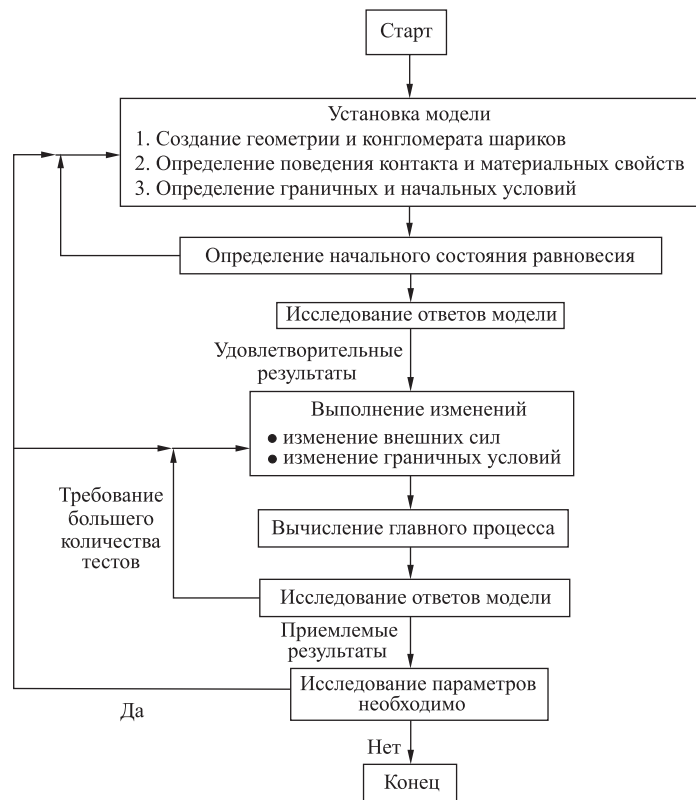 Старт
Установка модели
1. Создание геометрии и конгломерата шариков
2. Определение поведения контакта и материальных свойств
3. Определение граничных и начальных условий
Определение начального состояния равновесия
Исследование ответов модели
Удовлетворительные
результаты
Выполнение изменений
● изменение внешних сил
● изменение граничных условий
Требование
большего
количества
тестов
Вычисление главного процесса
Исследование ответов модели
Приемлемые
результаты
Исследование параметров
необходимо
Да
Нет
Конец